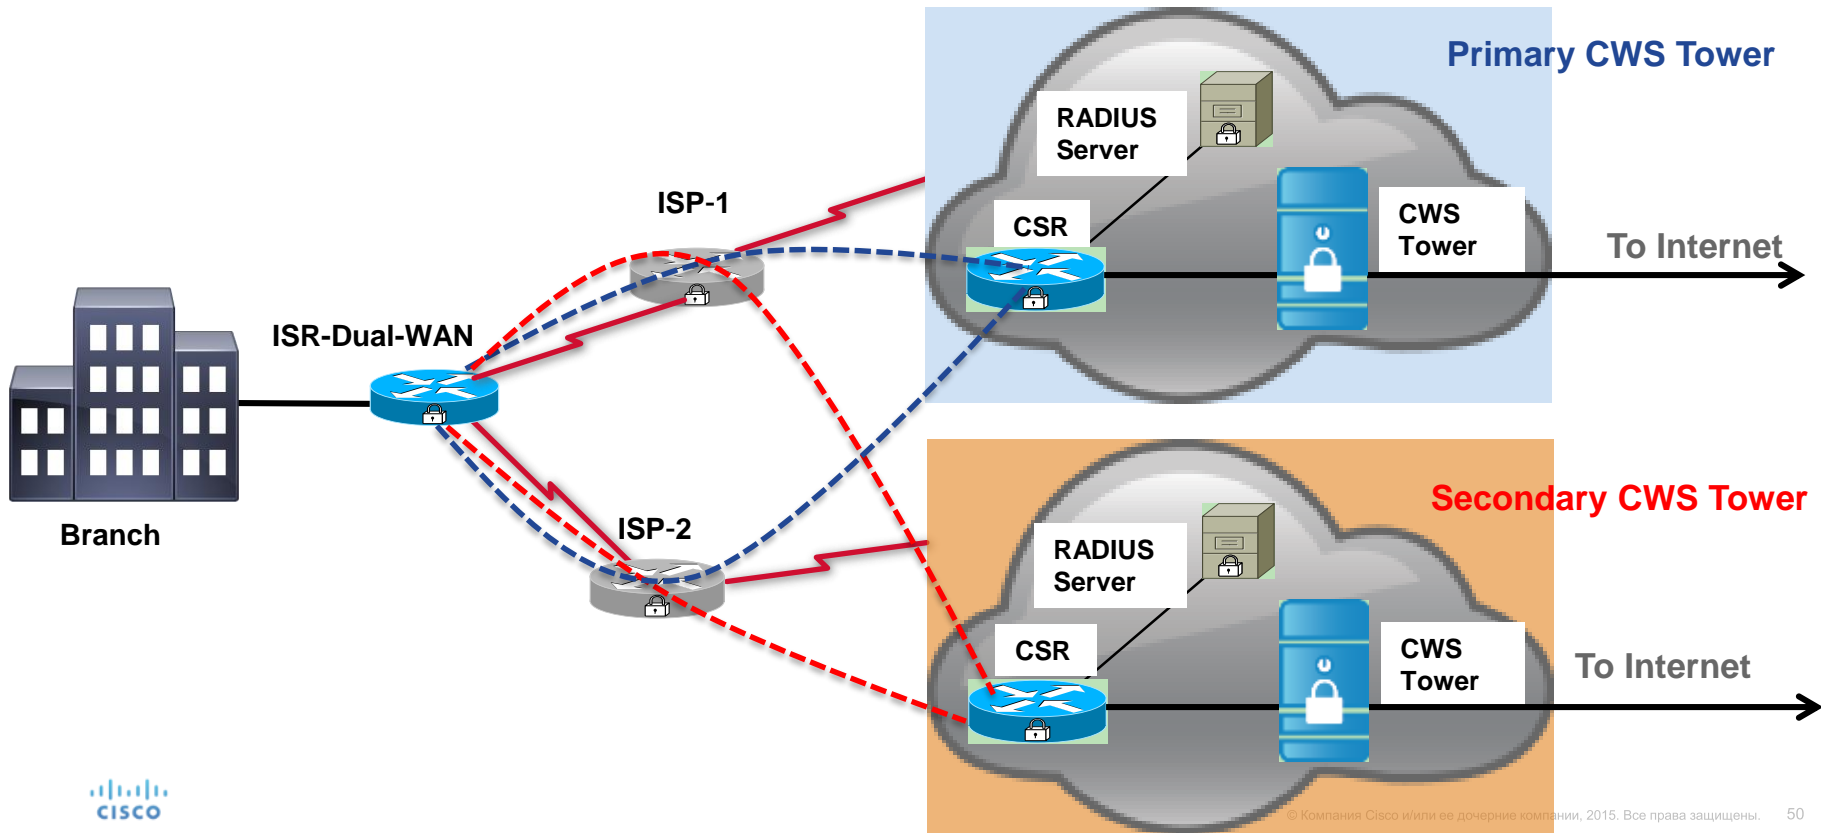 Primary CWS Tower
RADIUS
Server
ISP-1
CWS
Tower
CSR
To Internet
ISR-Dual-WAN
Secondary CWS Tower
Branch
ISP-2
RADIUS
Server
CSR
CWS
Tower
To Internet
CISCO
© Компания Cisco и/или ее дочерние компании, 2015. Все права защищены. 50